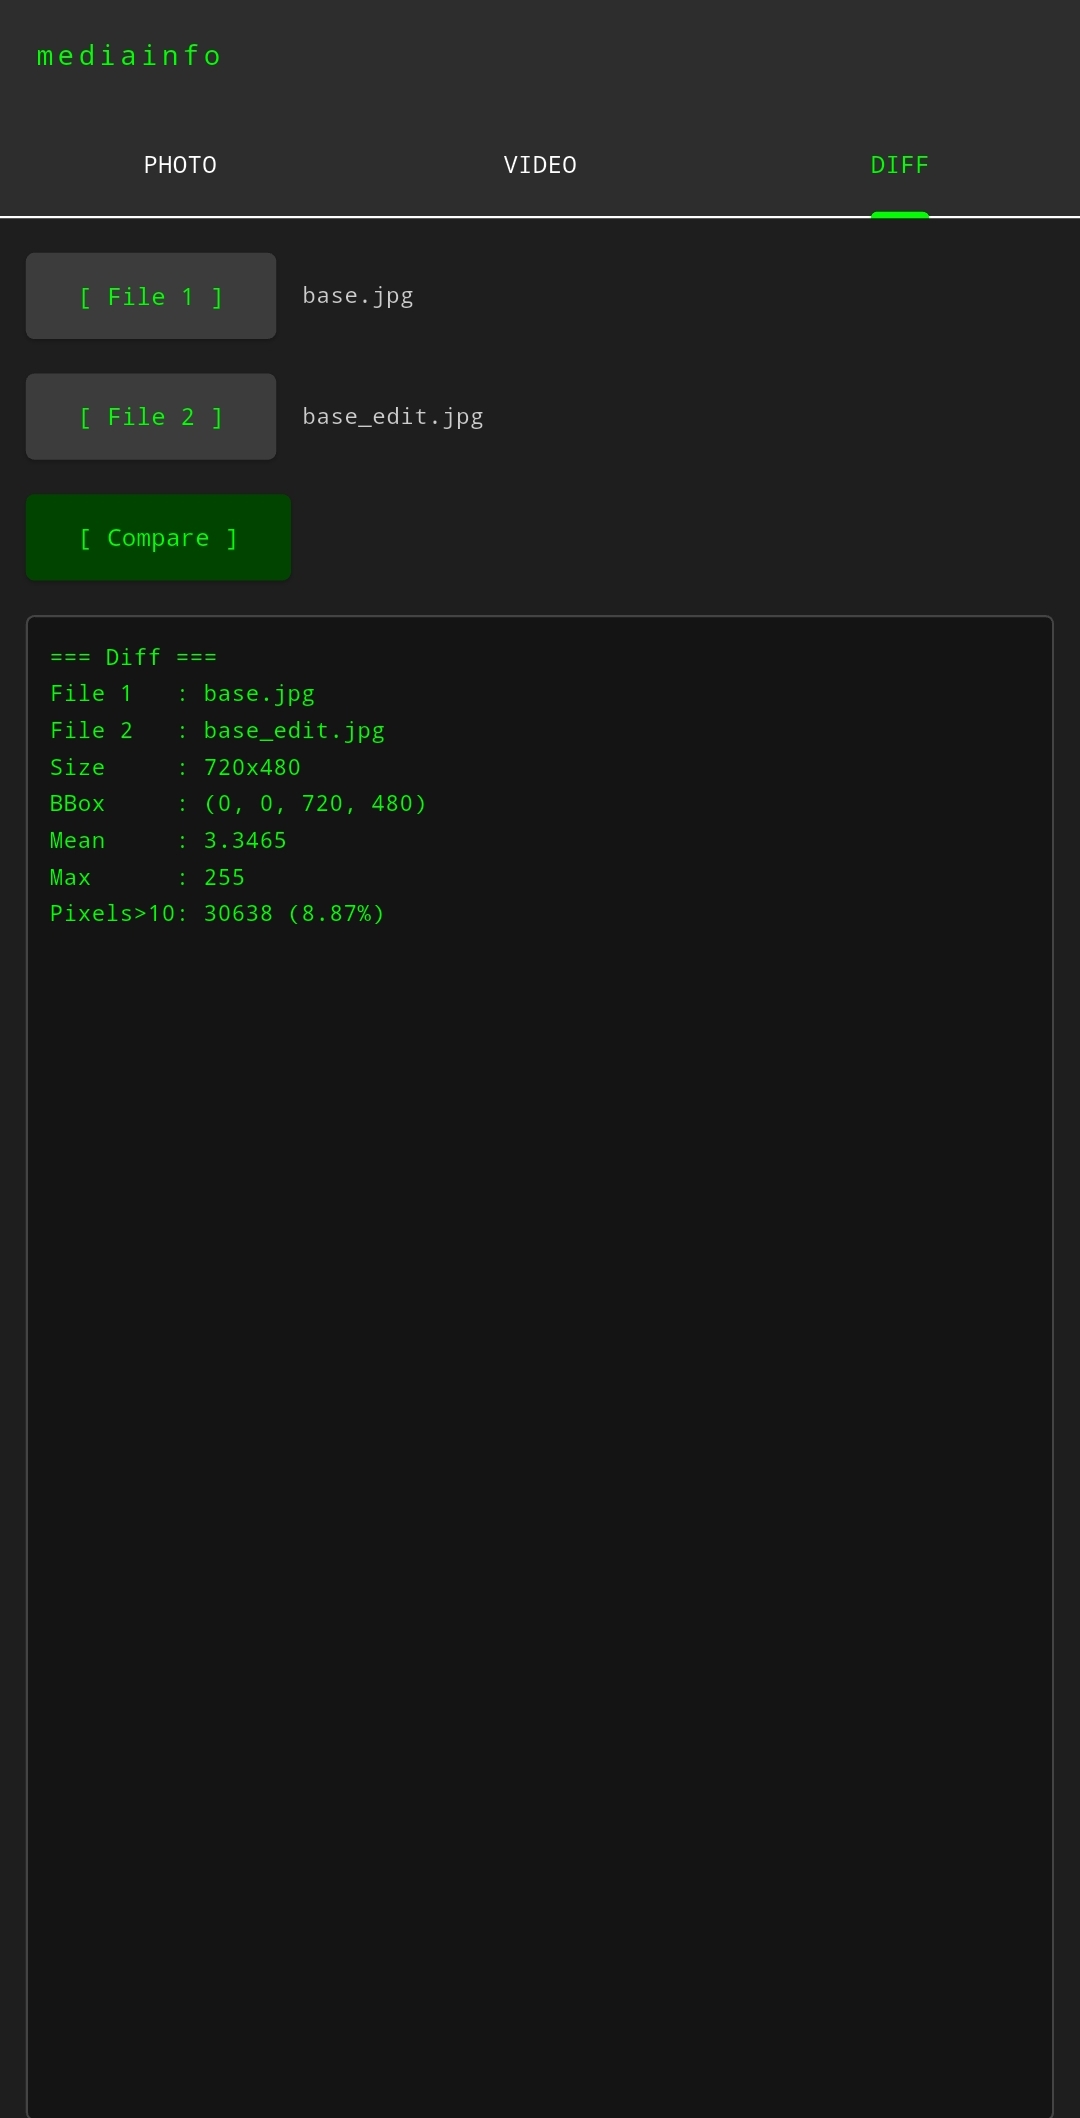 mediainfo
PHOTO VIDEO DIFF
[ File 1 ] base.jpg
[ File 2 ] base_edit.jpg
[ Compare ]
=== Diff ===
File 1   : base.jpg
File 2   : base_edit.jpg
Size     : 720x480
BBox     : (0, 0, 720, 480)
Mean     : 3.3465
Max      : 255
Pixels>10: 30638 (8.87%)